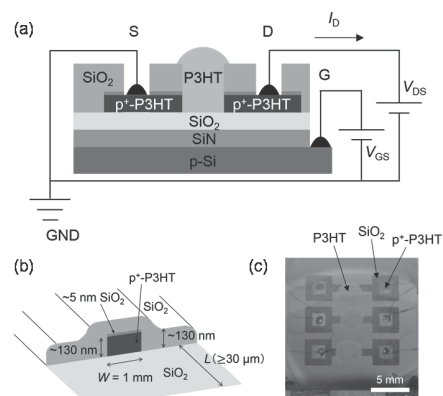 (a)
S
D
I_D
P3HT
G
SiO₂
p⁺-P3HT
p⁺-P3HT
V_DS
SiO₂
SiN
V_GS
p-Si
GND
(b)
p⁺-P3HT
~5 nm SiO₂
SiO₂
~130 nm
~130 nm
L (≥30 μm)
W = 1 mm
SiO₂
(c)
SiO₂
P3HT
p⁺-P3HT
5 mm